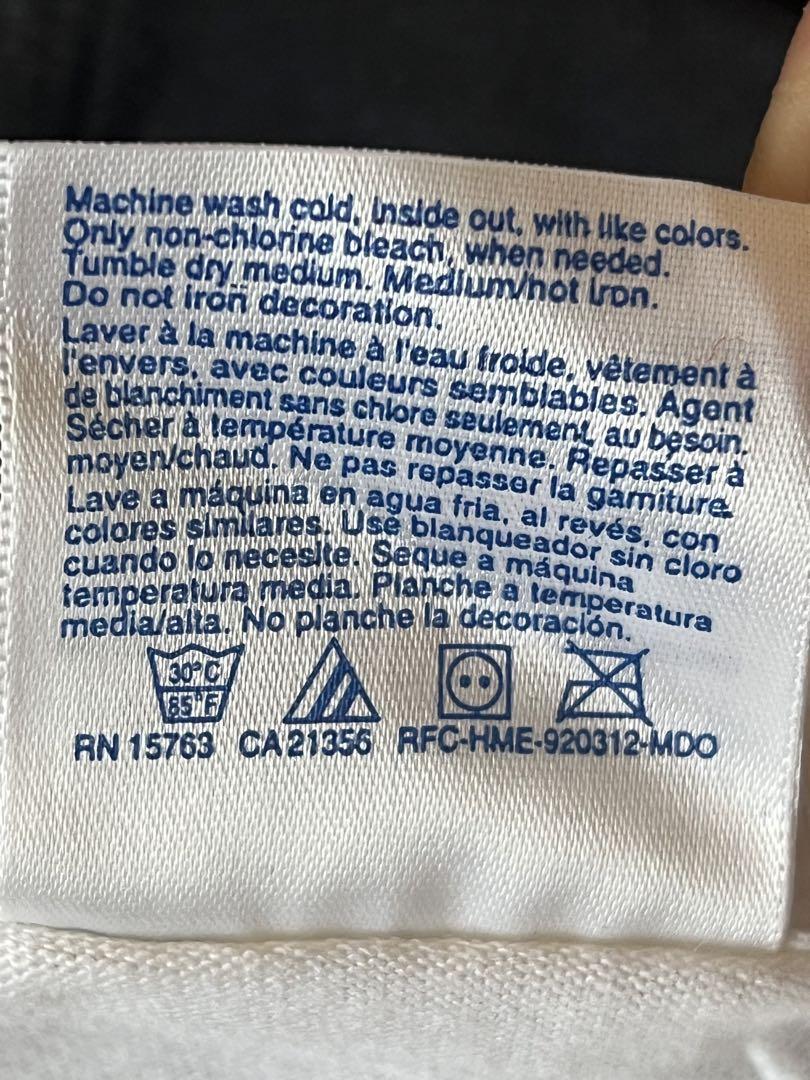 Machine wash cold, inside out, with like colors.
Only non-chlorine bleach, when needed.
Tumble dry medium. Medium/hot iron.
Do not iron decoration.
Laver à la machine à l'eau froide, vêtement à
l'envers, avec couleurs semblables. Agent
de blanchiment sans chlore seulement, au besoin.
Sécher à température moyenne. Repasser à
moyen/chaud. Ne pas repasser la garniture.
Lave a máquina en agua fria, al revés, con
colores similares. Use blanqueador sin cloro
cuando lo necesite. Seque a máquina
temperatura media. Planche a temperatura
media/alta. No planche la decoración.
30°C
85°F
RN 15763 CA 21356 RFC-HME-920312-MDO